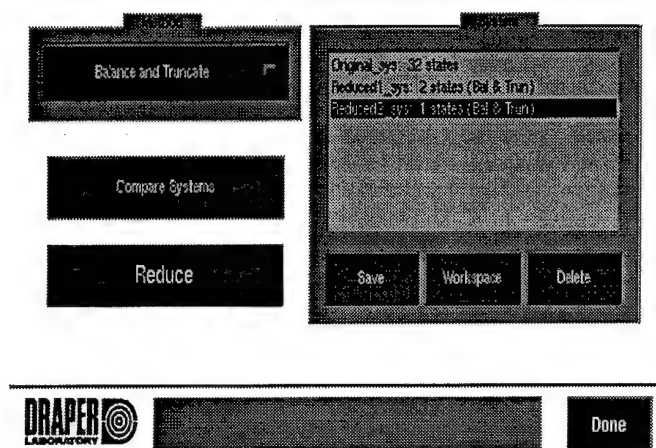 Method
Balance and Truncate
Compare Systems
Reduce
Original_sys: 32 states
Reduced1_sys: 2 states (Bal & Trun)
Reduced2_sys: 1 states (Bal & Trun)
Save
Workspace
Delete
DRAPER
LABORATORY
Done